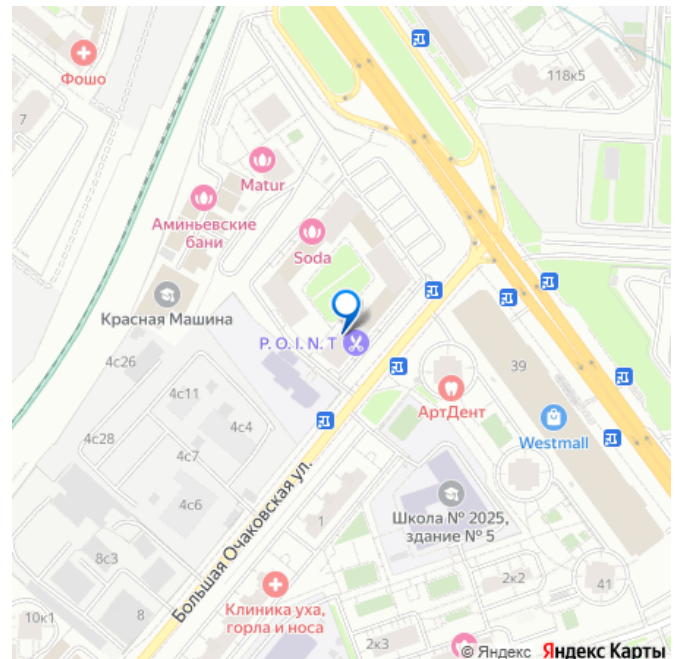 Фошо
118к5
7
Matur
Аминьевские
бани
Soda
Красная Машина
P.O.I.N.T
4с26
39
4с11
АртДент
4с4
Westmall
4с28
4с7
Большая Очаковская ул.
4с6
1
Школа № 2025,
здание № 5
8с3
2к2
41
Клиника уха,
горла и носа
10к1
8
2к3
© Яндекс Яндекс Карты